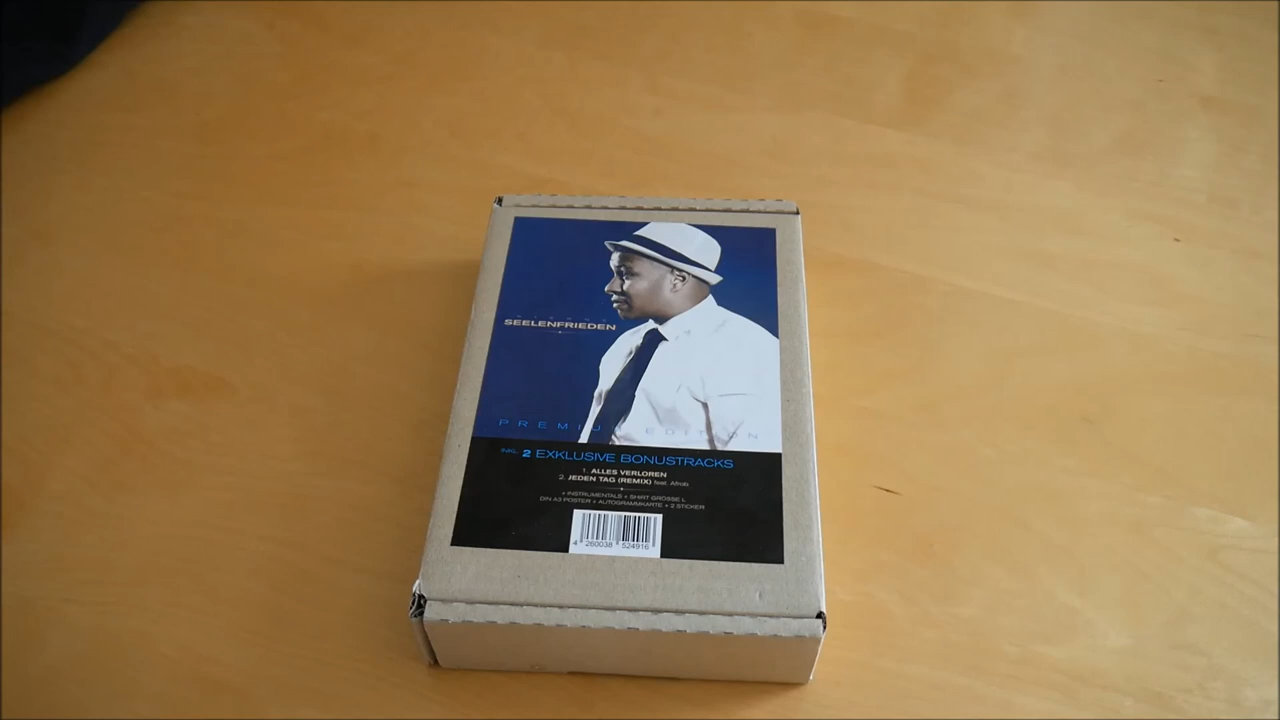 SEELENFRIEDEN
PREMIUM EDITION
INKL. 2 EXKLUSIVE BONUSTRACKS
1. ALLES VERLOREN
2. JEDEN TAG (REMIX) feat. Afrob
+ INSTRUMENTALS + SHIRT GRÖSSE L
DIN A3 POSTER + AUTOGRAMMKARTE + 2 STICKER
4 260038 524916